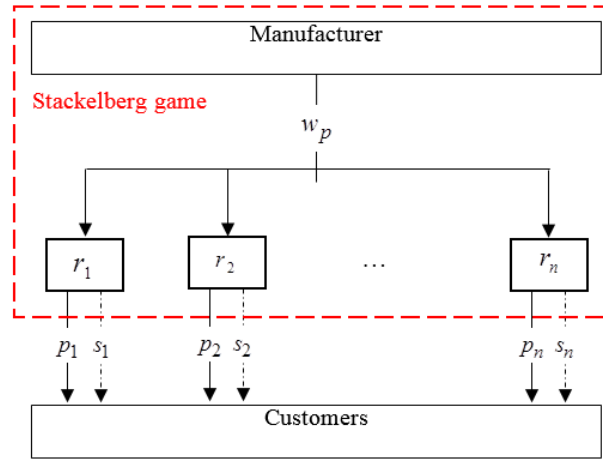 Manufacturer
Stackelberg game
w_p
r_1 r_2 … r_n
p_1 s_1 p_2 s_2 p_n s_n
Customers